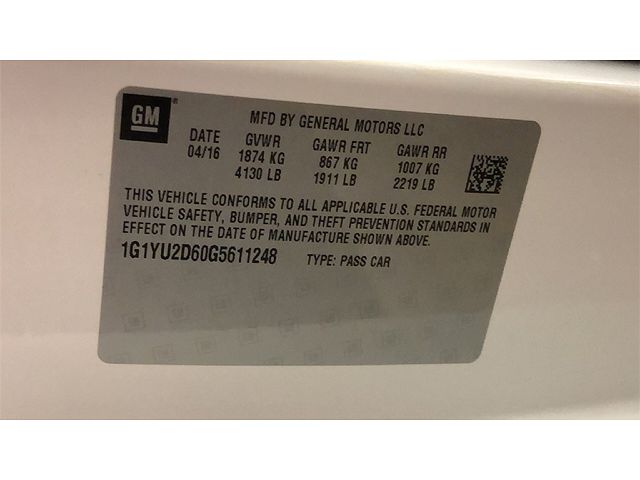 GM
MFD BY GENERAL MOTORS LLC
DATE GVWR GAWR FRT GAWR RR
04/16 1874 KG 867 KG 1007 KG
4130 LB 1911 LB 2219 LB
THIS VEHICLE CONFORMS TO ALL APPLICABLE U.S. FEDERAL MOTOR
VEHICLE SAFETY, BUMPER, AND THEFT PREVENTION STANDARDS IN
EFFECT ON THE DATE OF MANUFACTURE SHOWN ABOVE.
1G1YU2D60G5611248 TYPE: PASS CAR